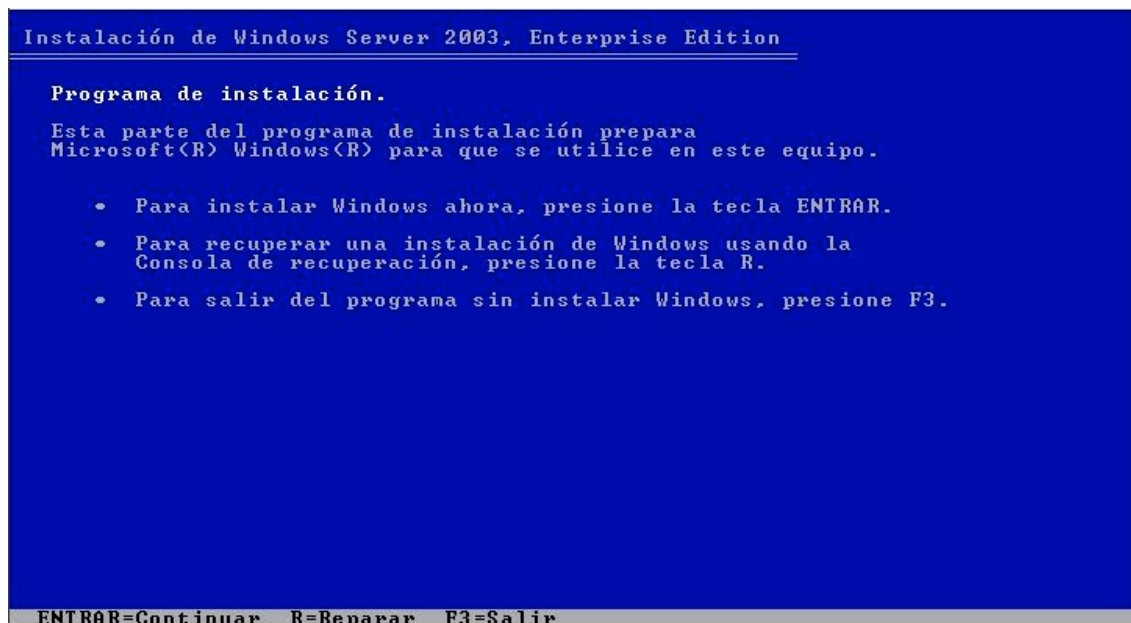 Instalación de Windows Server 2003, Enterprise Edition
Programa de instalación.
Esta parte del programa de instalación prepara
Microsoft(R) Windows(R) para que se utilice en este equipo.
• Para instalar Windows ahora, presione la tecla ENTRAR.
• Para recuperar una instalación de Windows usando la
Consola de recuperación, presione la tecla R.
• Para salir del programa sin instalar Windows, presione F3.
ENTRAR=Continuar R=Reparar F3=Salir